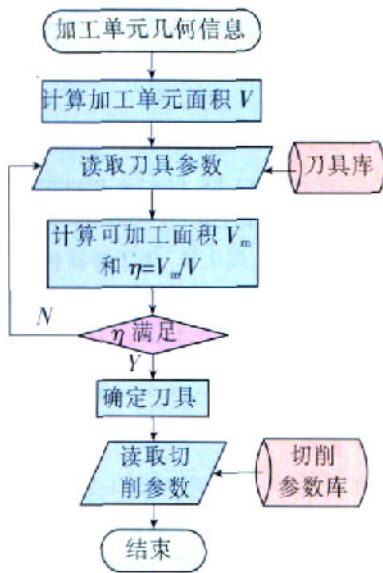 加工单元几何信息
计算加工单元面积 V
读取刀具参数
刀具库
计算可加工面积 Vm
和 η=Vm/V
N
η 满足
Y
确定刀具
读取切
削参数
切削
参数库
结束